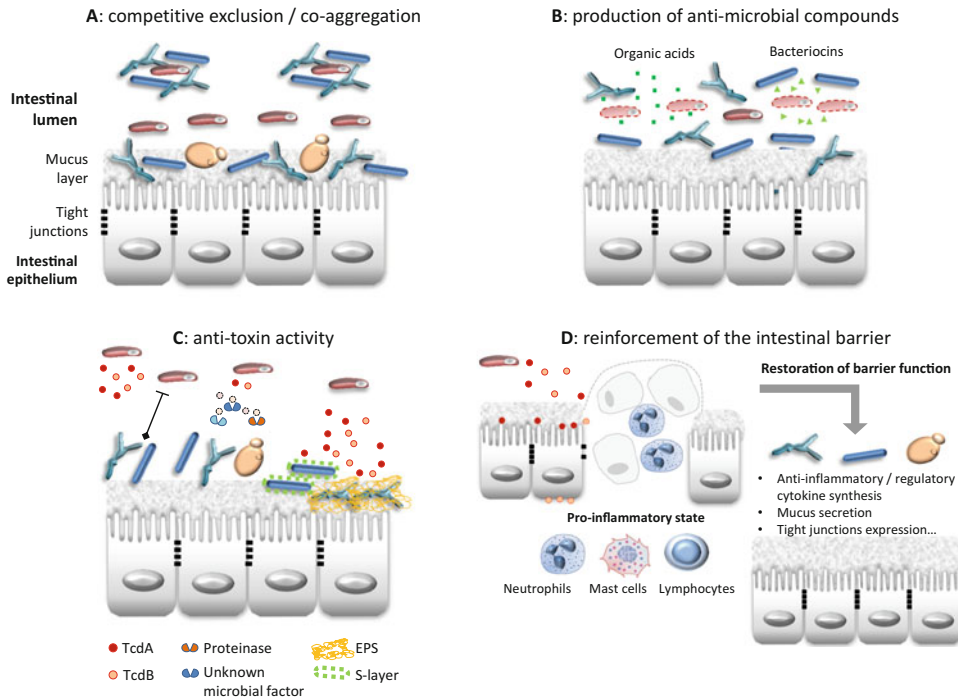 A: competitive exclusion / co-aggregation
Intestinal
lumen
Mucus
layer
Tight
junctions
Intestinal
epithelium
B: production of anti-microbial compounds
Organic acids
Bacteriocins
C: anti-toxin activity
TcdA
TcdB
Proteinase
Unknown
microbial factor
EPS
S-layer
D: reinforcement of the intestinal barrier
Restoration of barrier function
• Anti-inflammatory / regulatory
cytokine synthesis
• Mucus secretion
• Tight junctions expression…
Pro-inflammatory state
Neutrophils
Mast cells
Lymphocytes